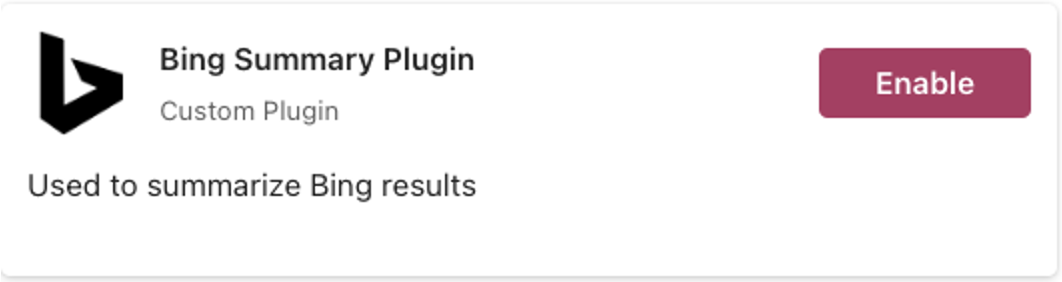 Bing Summary Plugin
Enable
Custom Plugin
Used to summarize Bing results